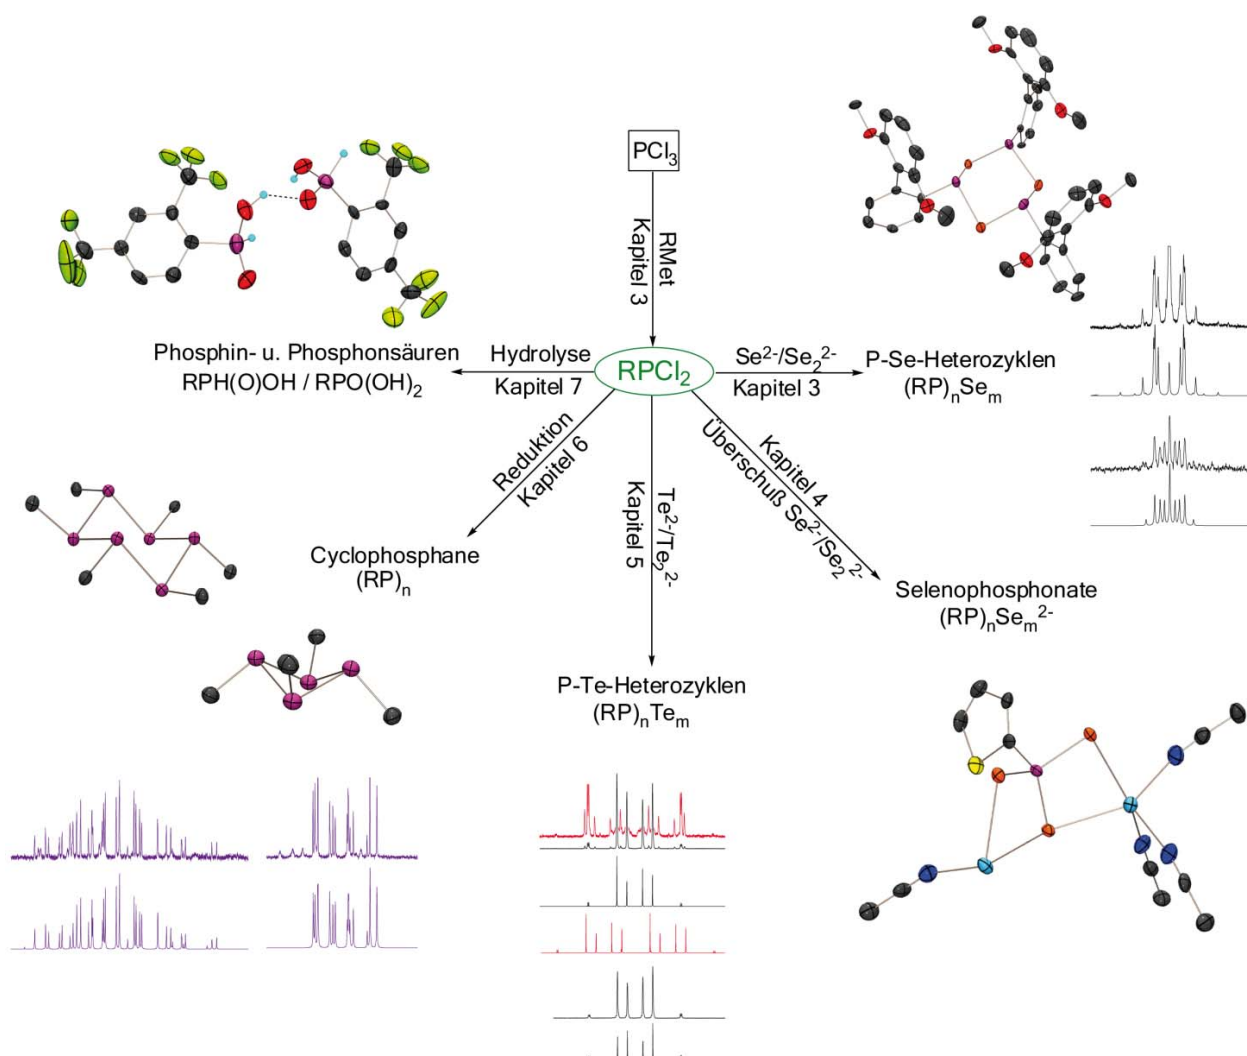 PCl₃
RMet
Kapitel 3
Phosphin- u. Phosphonsäuren
RPH(O)OH / RPO(OH)₂
Hydrolyse
Kapitel 7
RPCl₂
Se²⁻/Se₂²⁻
Kapitel 3
P-Se-Heterozyklen
(RP)ₙSeₘ
Reduktion
Kapitel 6
Te²⁻/Te₂²⁻
Kapitel 5
Kapitel 4
Überschuß Se²⁻/Se₂²⁻
Cyclophosphane
(RP)ₙ
Selenophosphonate
(RP)ₙSeₘ²⁻
P-Te-Heterozyklen
(RP)ₙTeₘ